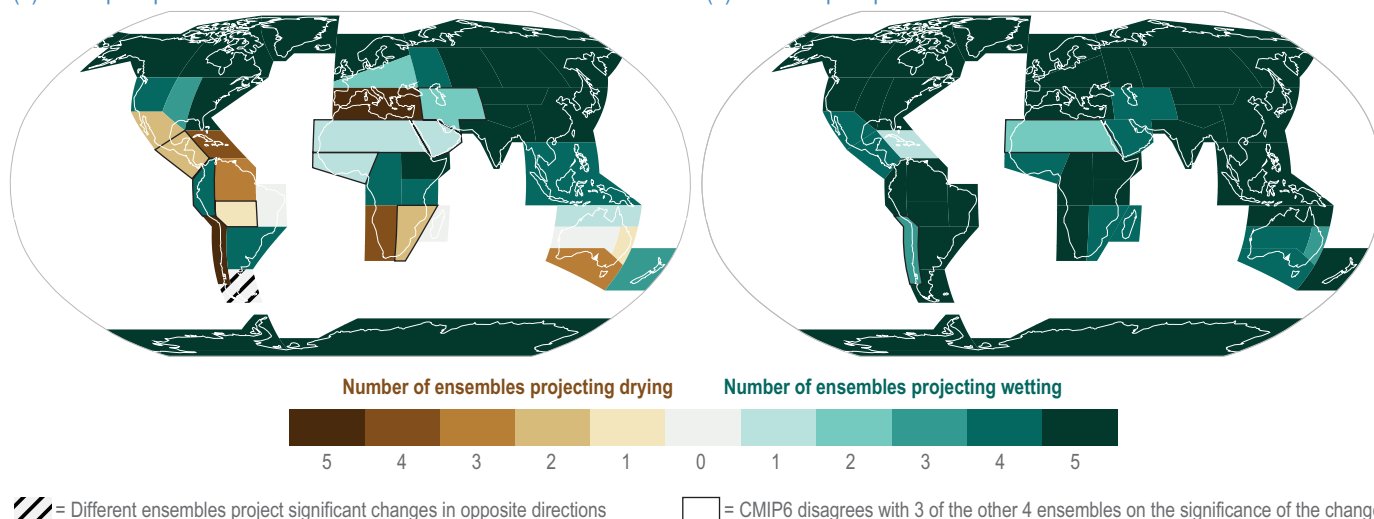 Number of ensembles projecting drying
Number of ensembles projecting wetting
5 4 3 2 1 0 1 2 3 4 5
= Different ensembles project significant changes in opposite directions
= CMIP6 disagrees with 3 of the other 4 ensembles on the significance of the change